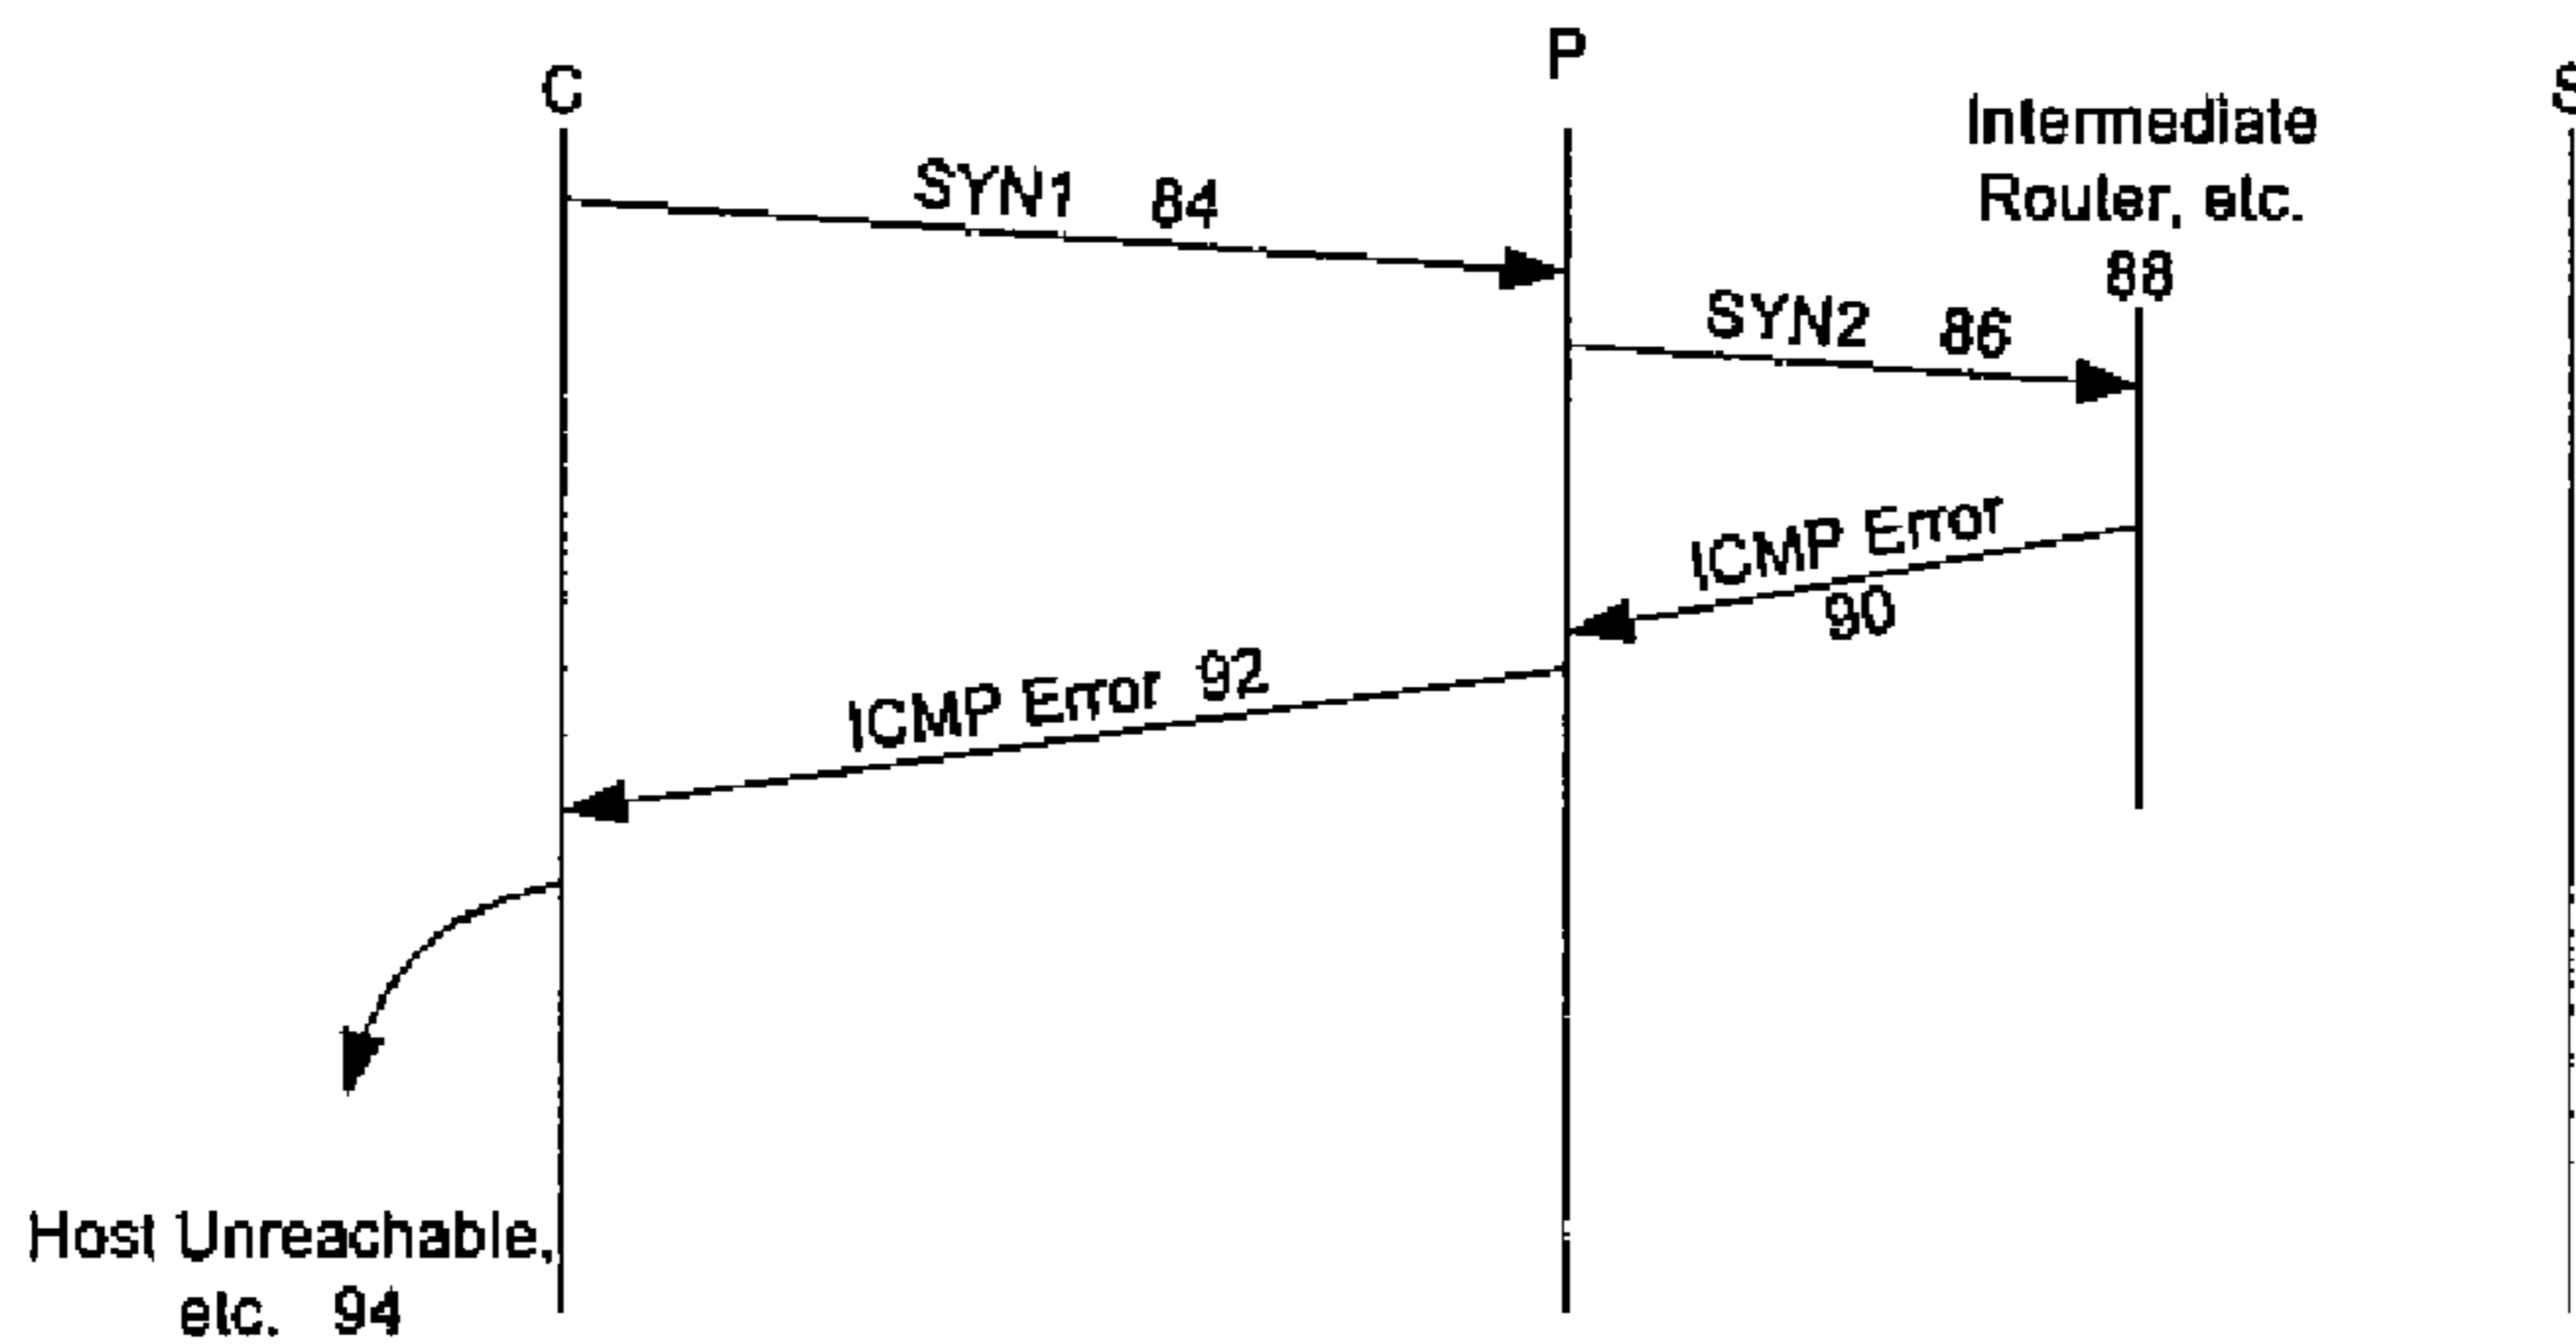 C
P
S
Intermediate
Router, etc.
88
SYN1 84
SYN2 86
ICMP Error
90
ICMP Error 92
Host Unreachable,
etc. 94